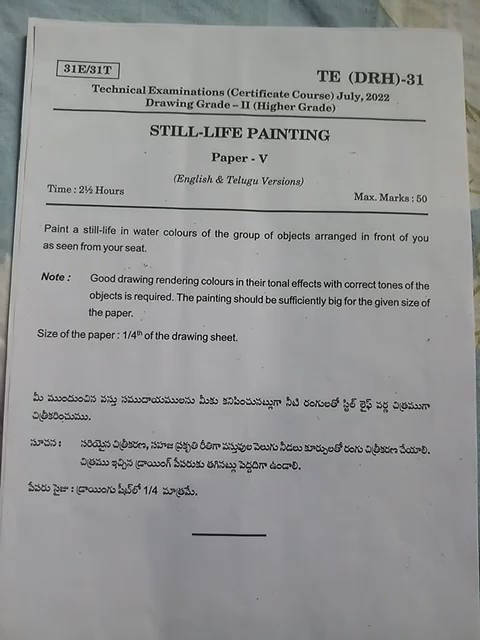 31E/31T
TE (DRH)-31
Technical Examinations (Certificate Course) July, 2022
Drawing Grade – II (Higher Grade)
STILL-LIFE PAINTING
Paper - V
(English & Telugu Versions)
Time : 2½ Hours
Max. Marks : 50
Paint a still-life in water colours of the group of objects arranged in front of you
as seen from your seat.
Note : Good drawing rendering colours in their tonal effects with correct tones of the
objects is required. The painting should be sufficiently big for the given size of
the paper.
Size of the paper : 1/4th of the drawing sheet.
మీ ముందుంచిన వస్తు సముదాయములను మీకు కనిపించునట్లుగా నీటి రంగులతో స్టిల్ లైఫ్ వర్ణ చిత్రముగా
చిత్రీకరించుము.
సూచన : సరియైన చిత్రీకరణ, సహజ ప్రకృతి రీతిగా వస్తువుల వెలుగు నీడలు కూర్పులతో రంగు చిత్రీకరణ చేయాలి.
చిత్రము ఇచ్చిన డ్రాయింగ్ పేపరుకు తగినట్లు పెద్దదిగా ఉండాలి.
పేపరు సైజు : డ్రాయింగు షీట్‌లో 1/4 మాత్రమే.